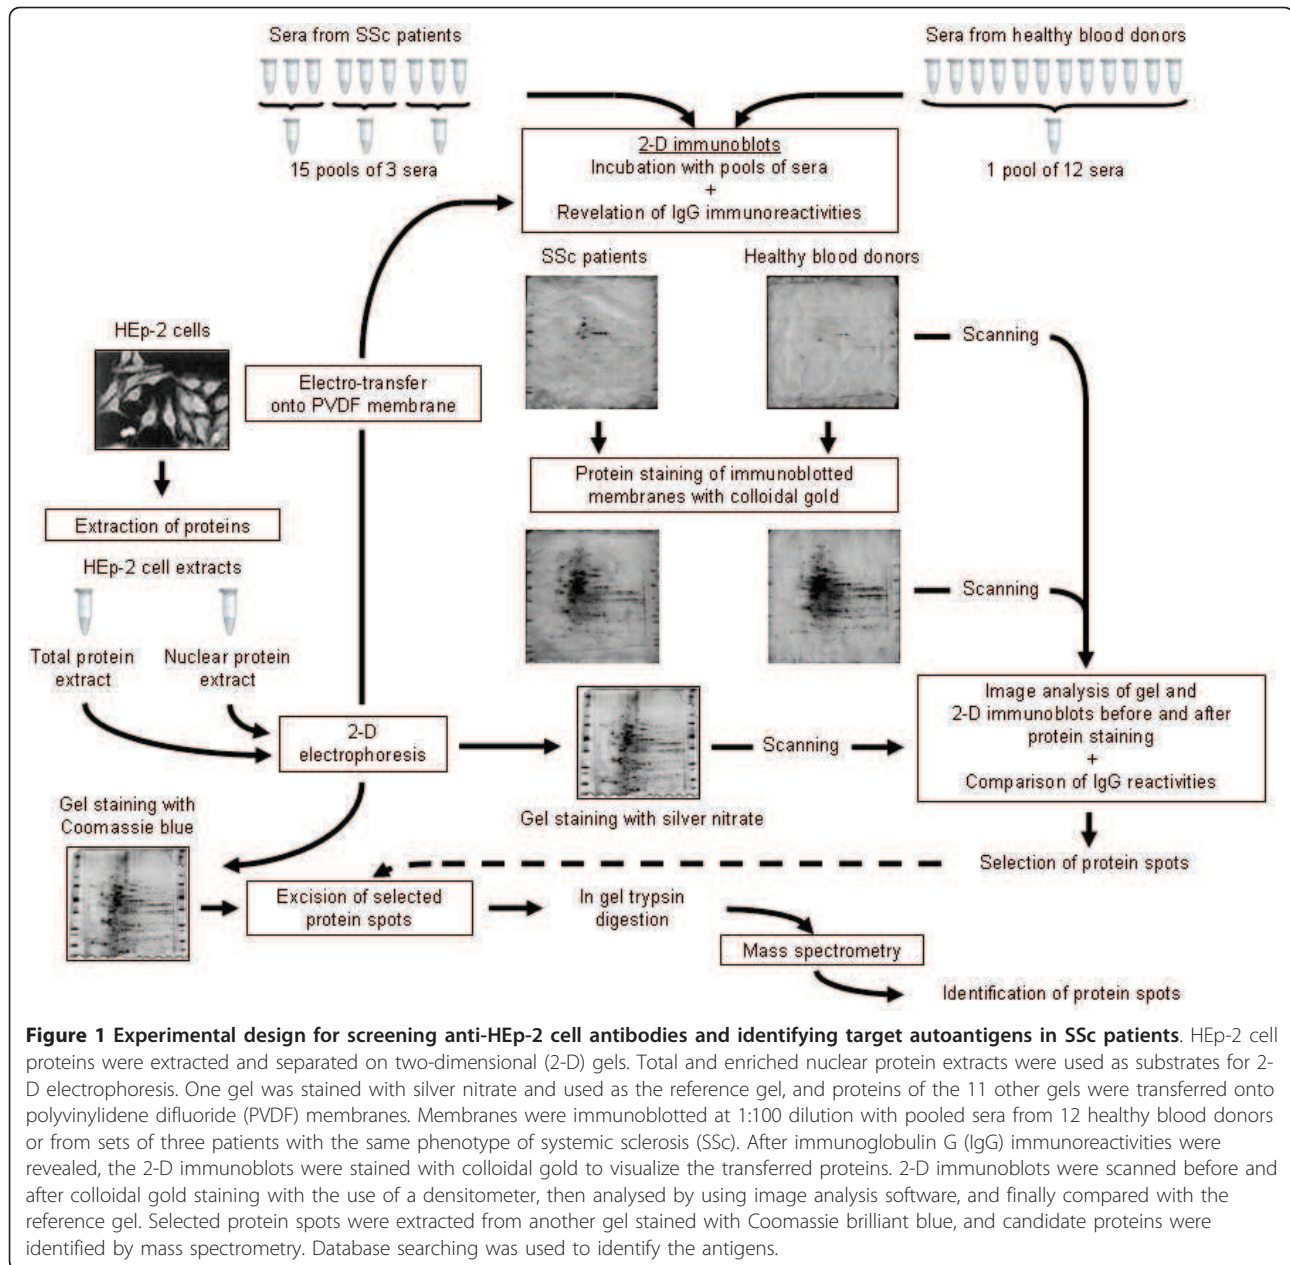 Sera from SSc patients
Sera from healthy blood donors
15 pools of 3 sera
1 pool of 12 sera
2-D immunoblots
Incubation with pools of sera
+
Revelation of IgG immunoreactivities
SSc patients
Healthy blood donors
HEp-2 cells
Scanning
Electro-transfer
onto PVDF membrane
Protein staining of immunoblotted
membranes with colloidal gold
Extraction of proteins
HEp-2 cell extracts
Scanning
Total protein
extract
Nuclear protein
extract
Image analysis of gel and
2-D immunoblots before and after
protein staining
+
Comparison of IgG reactivities
2-D
electrophoresis
Scanning
Gel staining with
Coomassie blue
Gel staining with silver nitrate
Selection of protein spots
Excision of selected
protein spots
In gel trypsin
digestion
Mass spectrometry
Identification of protein spots
Figure 1 Experimental design for screening anti-HEp-2 cell antibodies and identifying target autoantigens in SSc patients. HEp-2 cell
proteins were extracted and separated on two-dimensional (2-D) gels. Total and enriched nuclear protein extracts were used as substrates for 2-
D electrophoresis. One gel was stained with silver nitrate and used as the reference gel, and proteins of the 11 other gels were transferred onto
polyvinylidene difluoride (PVDF) membranes. Membranes were immunoblotted at 1:100 dilution with pooled sera from 12 healthy blood donors
or from sets of three patients with the same phenotype of systemic sclerosis (SSc). After immunoglobulin G (IgG) immunoreactivities were
revealed, the 2-D immunoblots were stained with colloidal gold to visualize the transferred proteins. 2-D immunoblots were scanned before and
after colloidal gold staining with the use of a densitometer, then analysed by using image analysis software, and finally compared with the
reference gel. Selected protein spots were extracted from another gel stained with Coomassie brilliant blue, and candidate proteins were
identified by mass spectrometry. Database searching was used to identify the antigens.